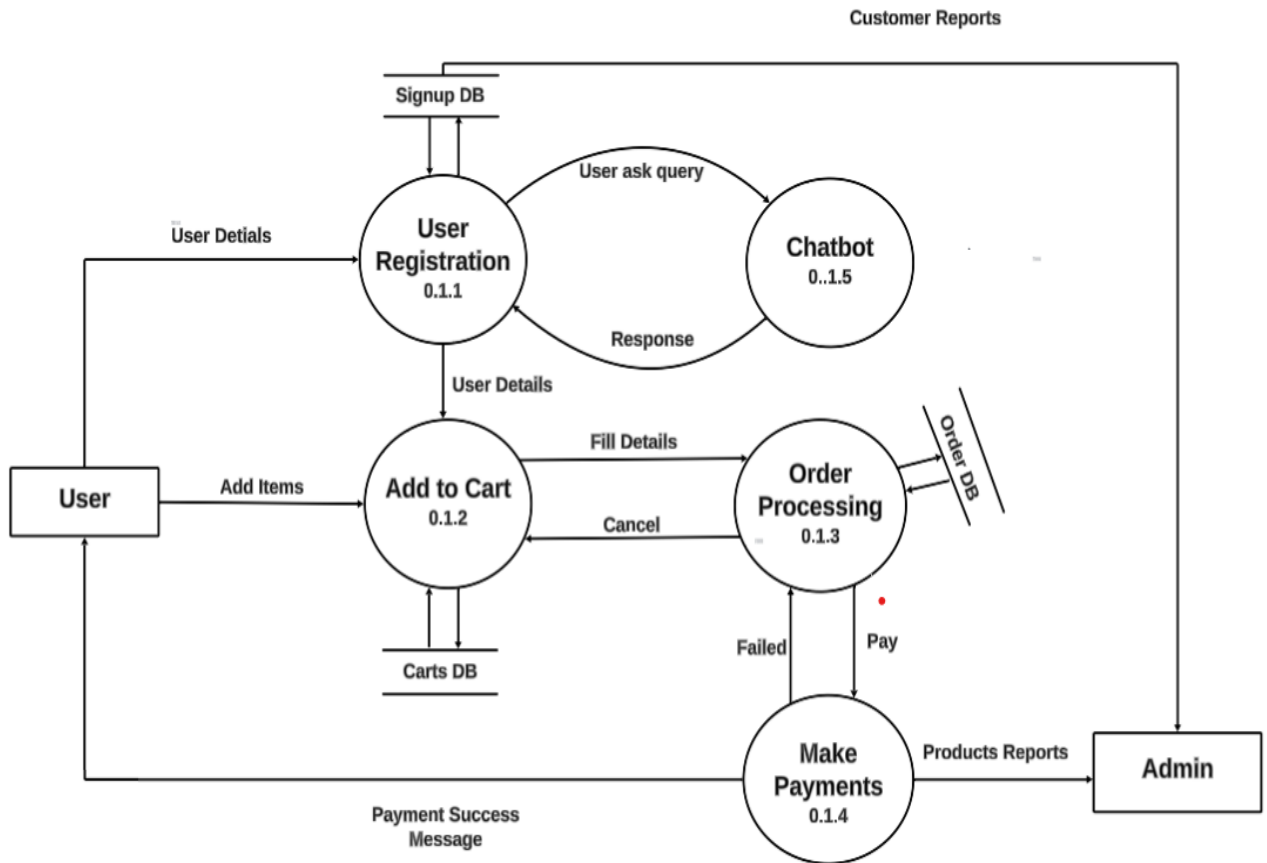 Customer Reports
Signup DB
User ask query
User Detials
User
Registration
0.1.1
Chatbot
0..1.5
Response
User Details
Fill Details
Order DB
User
Add Items
Add to Cart
0.1.2
Order
Processing
0.1.3
Cancel
Failed
Pay
Carts DB
Make
Payments
0.1.4
Products Reports
Admin
Payment Success
Message